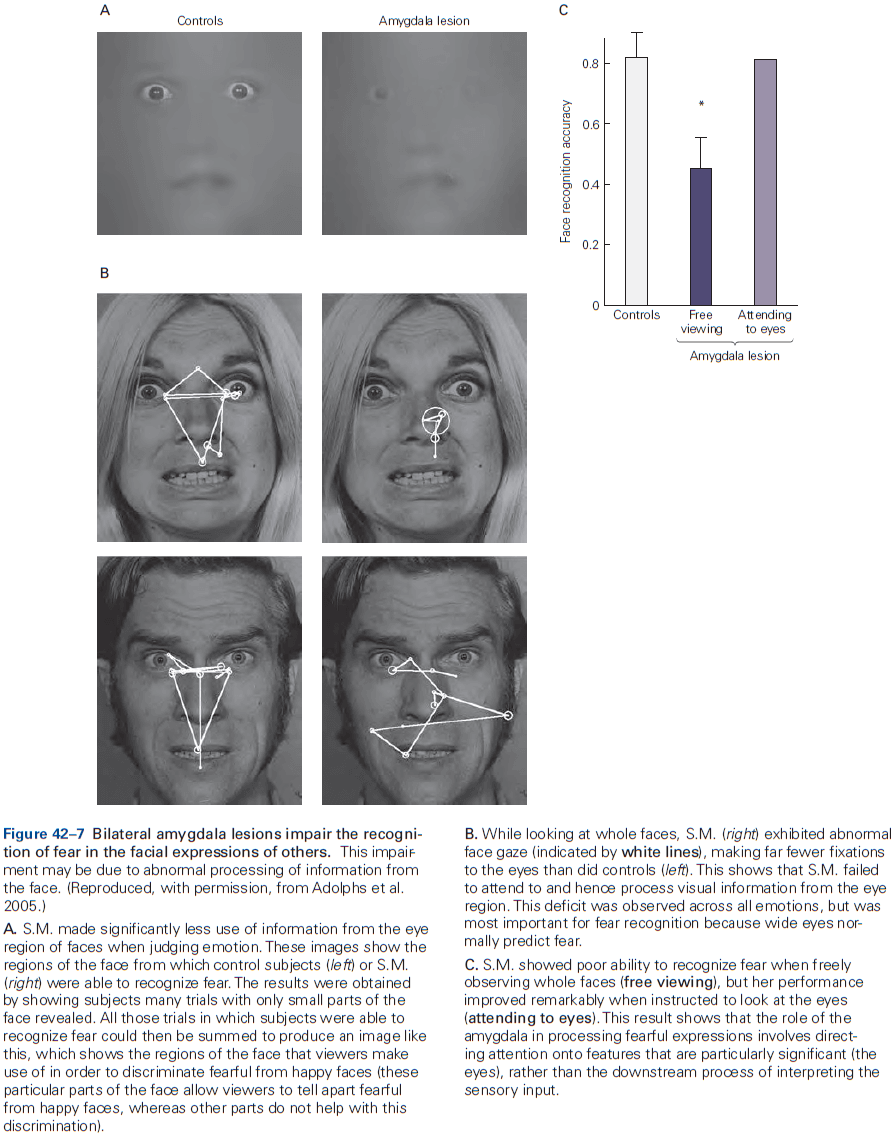 A
Controls
Amygdala lesion
B
C
Face recognition accuracy
0.8
0.6
0.4
0.2
0
*
Controls
Free
viewing
Attending
to eyes
Amygdala lesion
Figure 42–7 Bilateral amygdala lesions impair the recogni-
tion of fear in the facial expressions of others. This impair-
ment may be due to abnormal processing of information from
the face. (Reproduced, with permission, from Adolphs et al.
2005.)
A. S.M. made significantly less use of information from the eye
region of faces when judging emotion. These images show the
regions of the face from which control subjects (left) or S.M.
(right) were able to recognize fear. The results were obtained
by showing subjects many trials with only small parts of the
face revealed. All those trials in which subjects were able to
recognize fear could then be summed to produce an image like
this, which shows the regions of the face that viewers make
use of in order to discriminate fearful from happy faces (these
particular parts of the face allow viewers to tell apart fearful
from happy faces, whereas other parts do not help with this
discrimination).
B. While looking at whole faces, S.M. (right) exhibited abnormal
face gaze (indicated by white lines), making far fewer fixations
to the eyes than did controls (left). This shows that S.M. failed
to attend to and hence process visual information from the eye
region. This deficit was observed across all emotions, but was
most important for fear recognition because wide eyes nor-
mally predict fear.
C. S.M. showed poor ability to recognize fear when freely
observing whole faces (free viewing), but her performance
improved remarkably when instructed to look at the eyes
(attending to eyes). This result shows that the role of the
amygdala in processing fearful expressions involves direct-
ing attention onto features that are particularly significant (the
eyes), rather than the downstream process of interpreting the
sensory input.